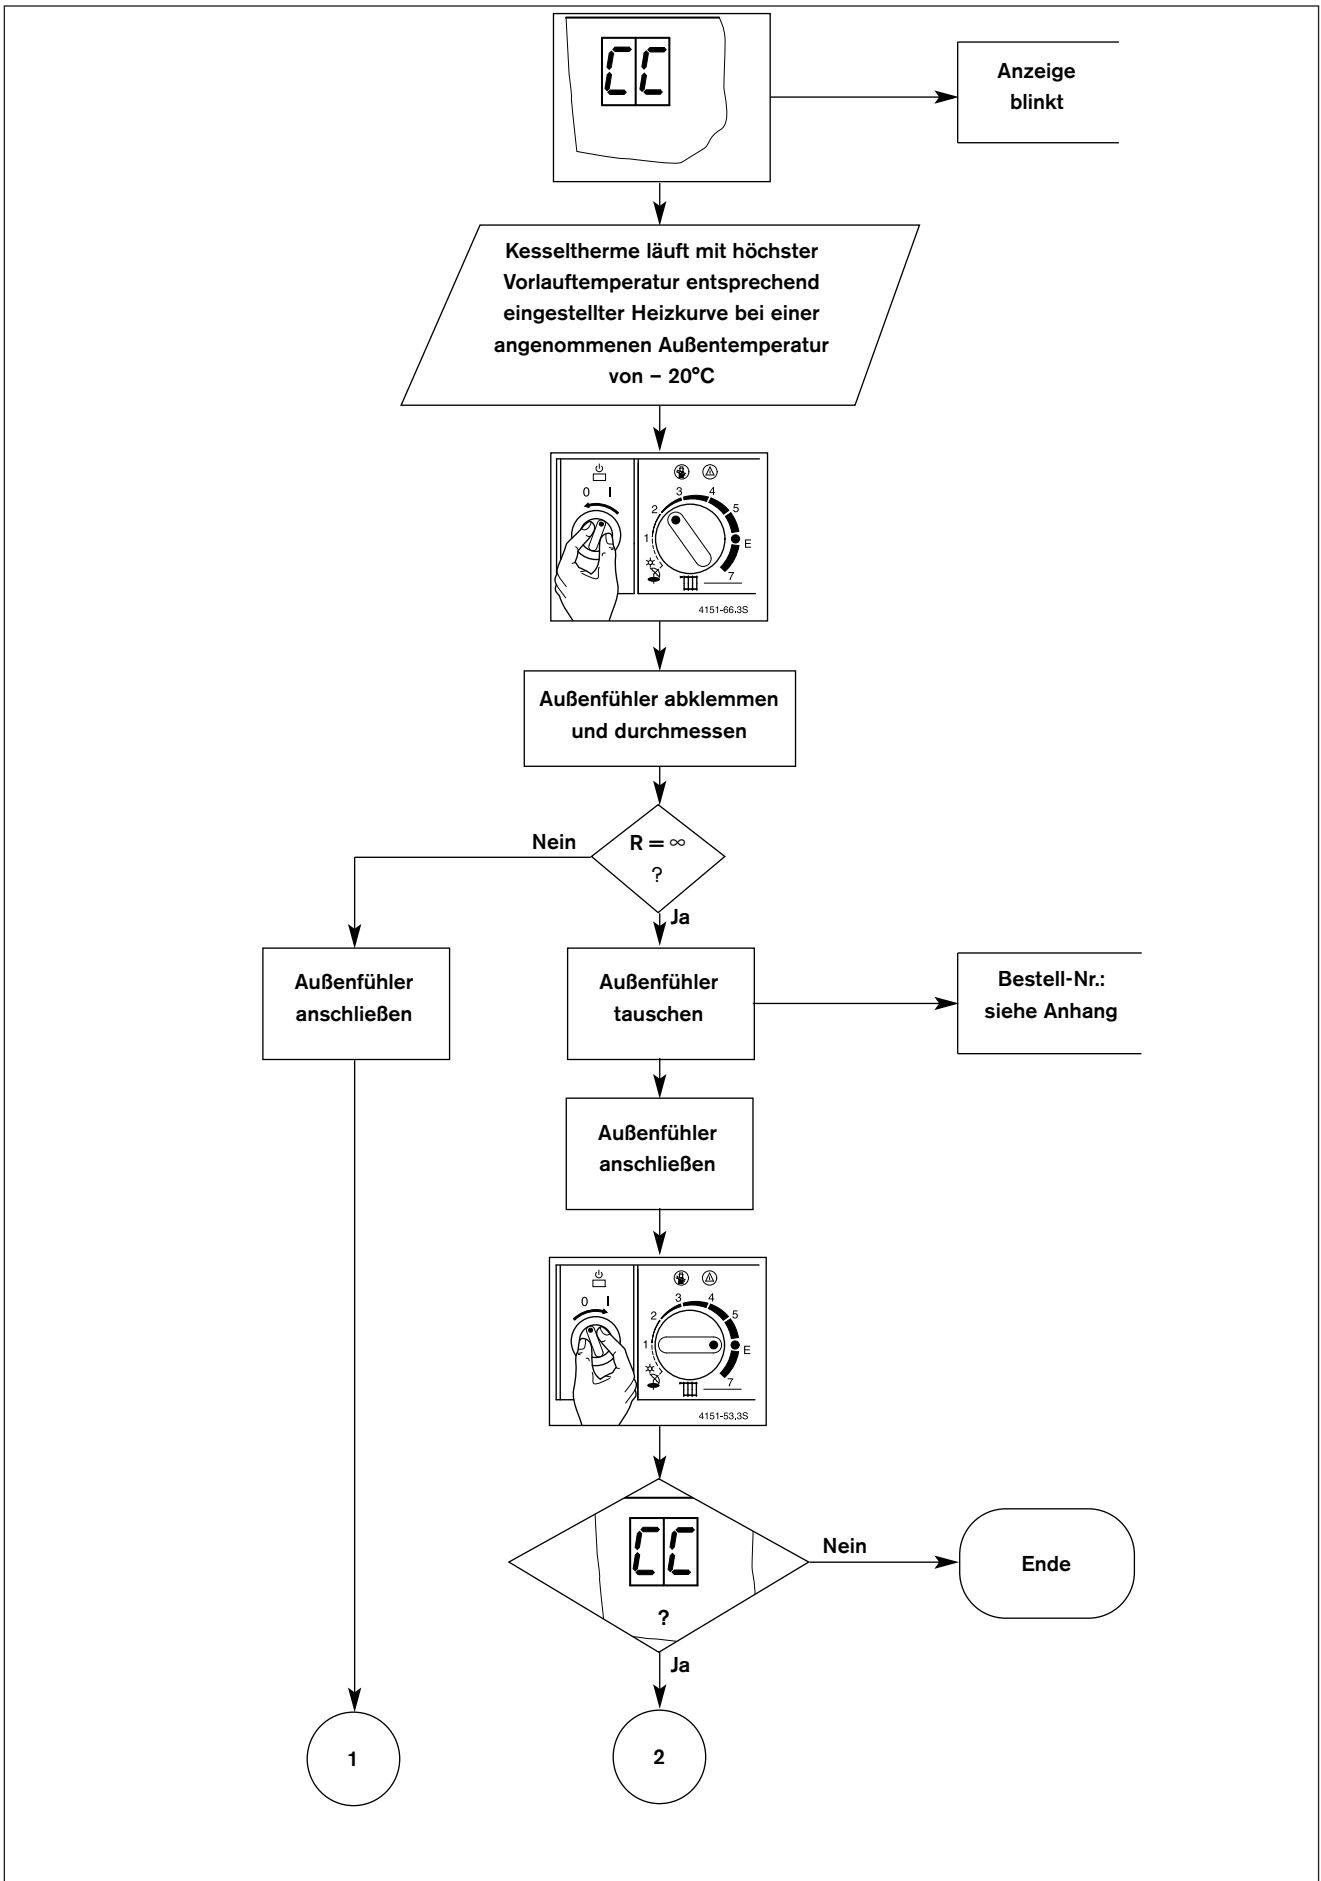 CC
Anzeige
blinkt
Kesseltherme läuft mit höchster
Vorlauftemperatur entsprechend
eingestellter Heizkurve bei einer
angenommenen Außentemperatur
von – 20°C
0 I
1 2 3 4 5 E 7
4151-66.3S
Außenfühler abklemmen
und durchmessen
Nein
R = ∞
?
Ja
Außenfühler
anschließen
Außenfühler
tauschen
Bestell-Nr.:
siehe Anhang
Außenfühler
anschließen
0 I
1 2 3 4 5 E 7
4151-53.3S
CC
?
Nein
Ende
Ja
1
2